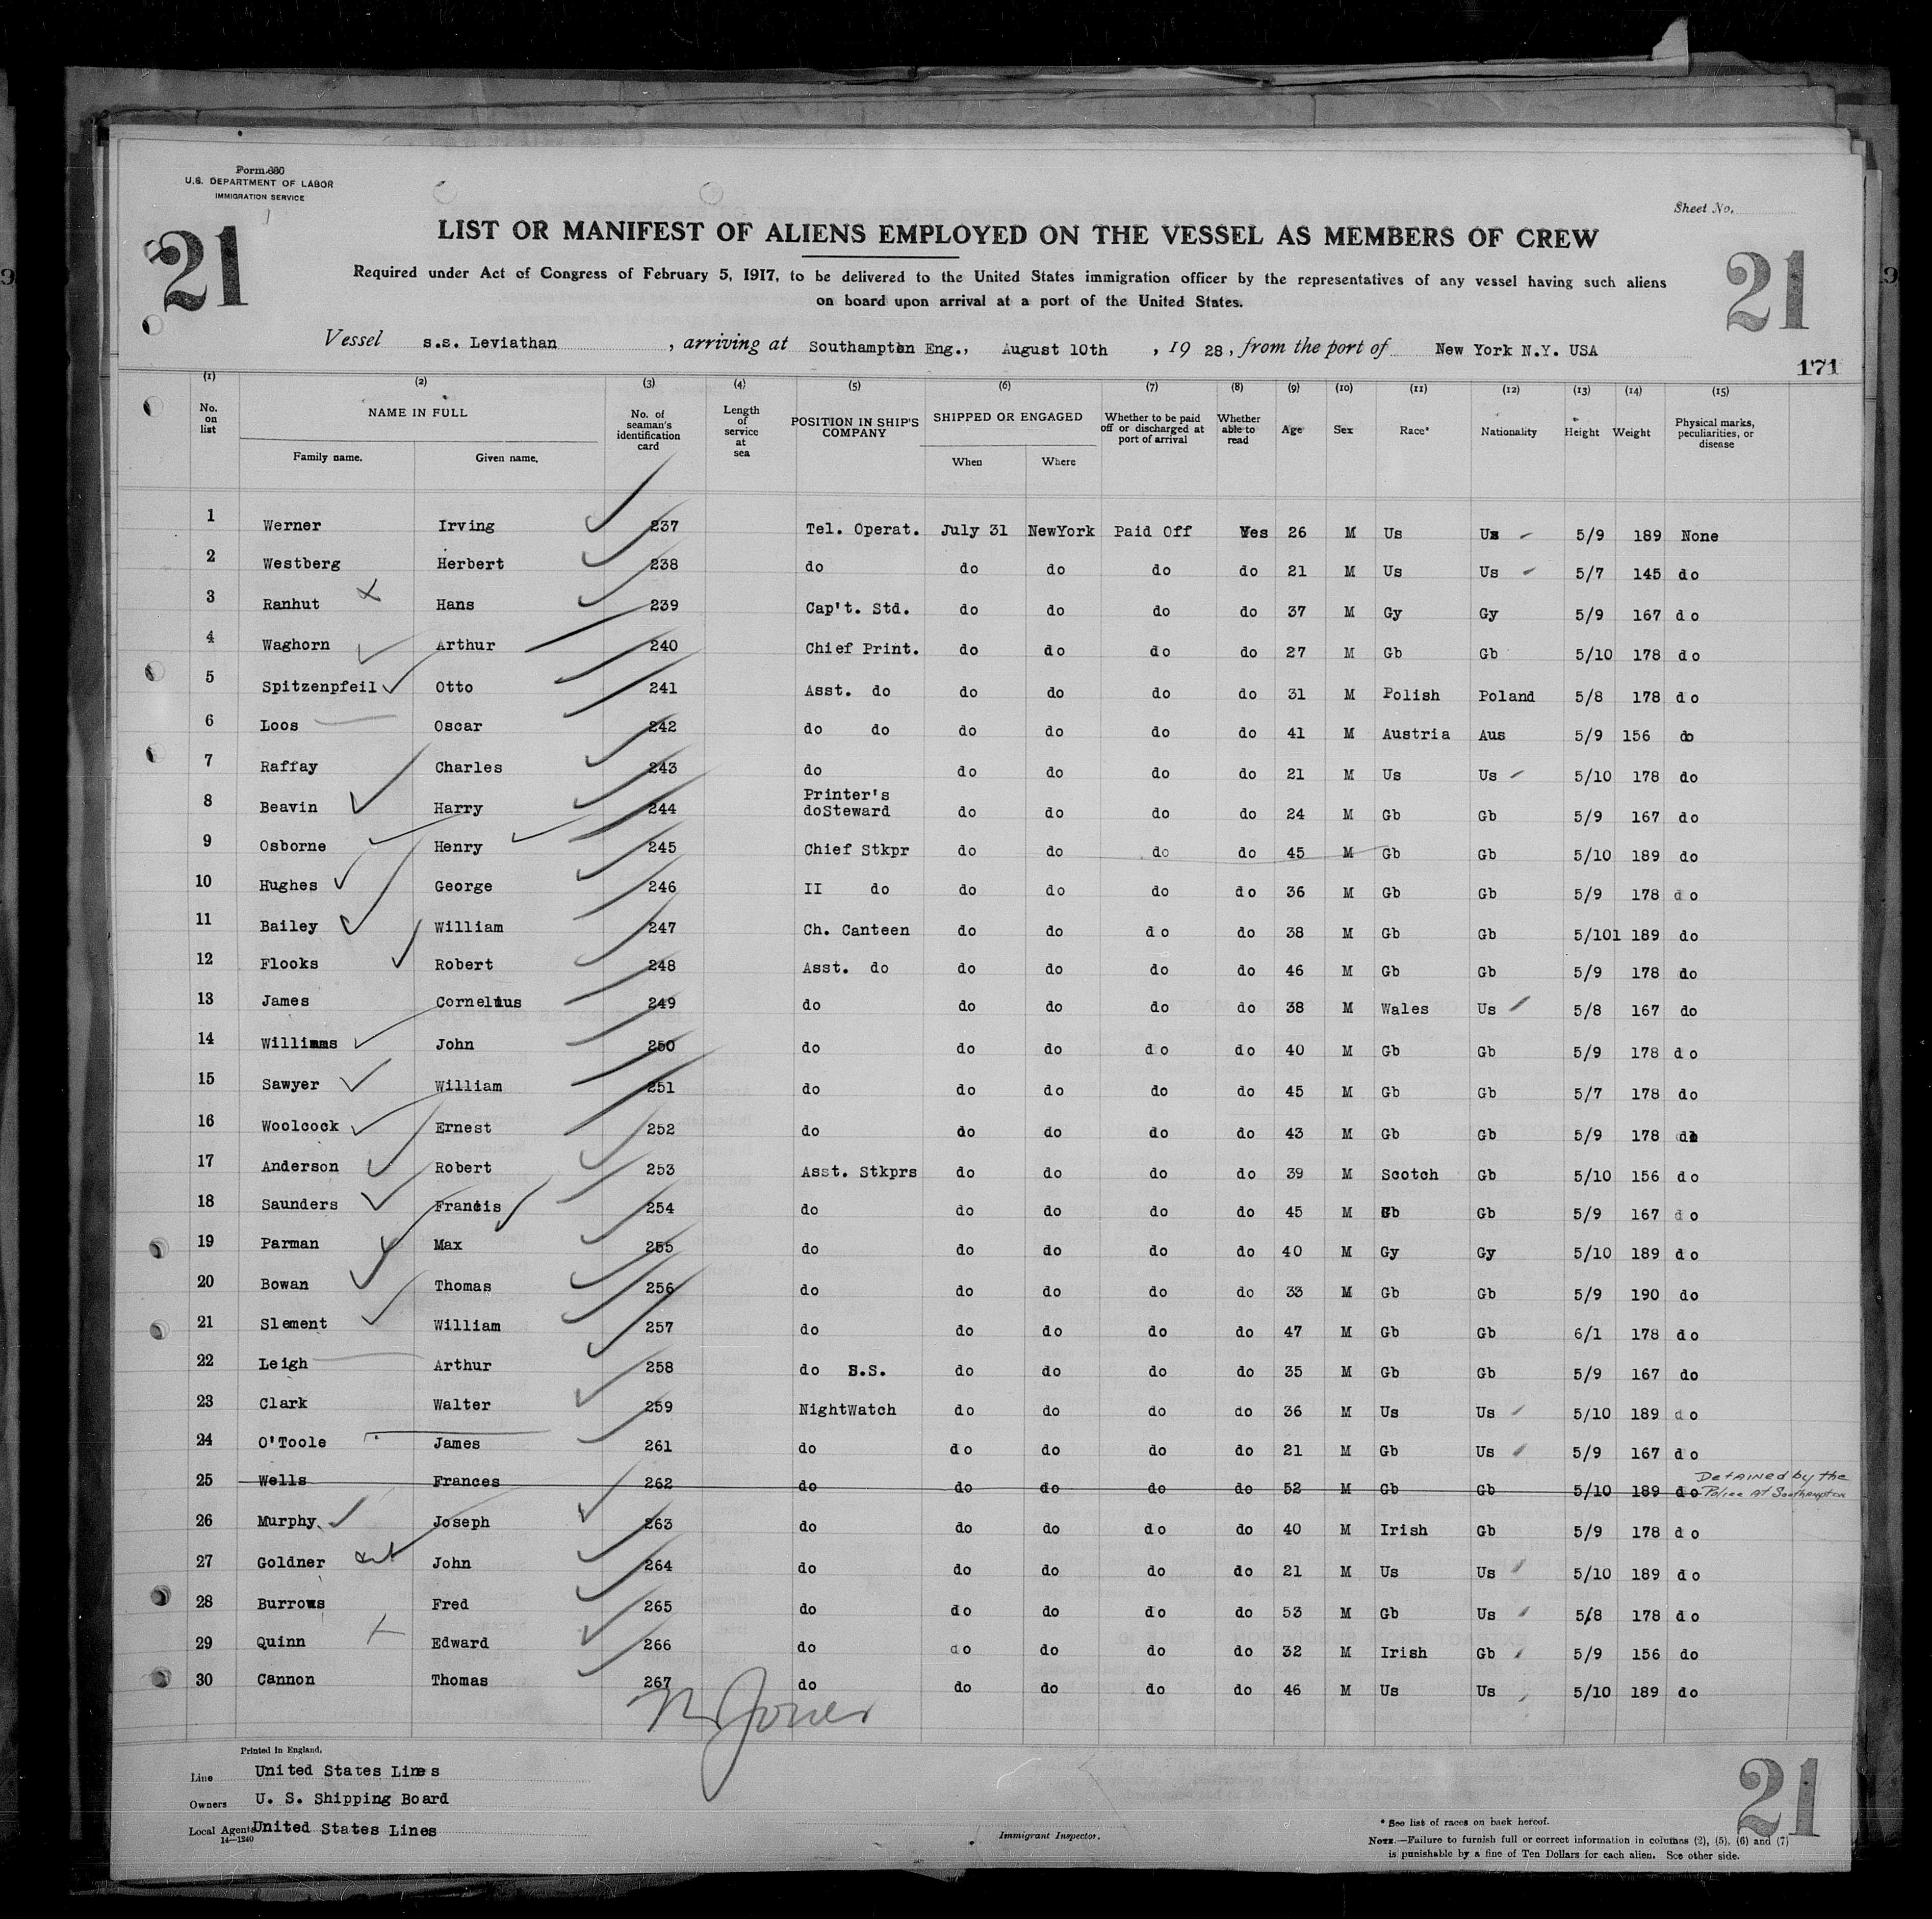 Form 680
U.S. DEPARTMENT OF LABOR
IMMIGRATION SERVICE
Sheet No.
21
21
LIST OR MANIFEST OF ALIENS EMPLOYED ON THE VESSEL AS MEMBERS OF CREW
Required under Act of Congress of February 5, 1917, to be delivered to the United States immigration officer by the representatives of any vessel having such aliens
on board upon arrival at a port of the United States.
Vessel s.s. Leviathan , arriving at Southampton Eng., August 10th , 1928, from the port of New York N.Y. USA
171
(1) (2) (3) (4) (5) (6) (7) (8) (9) (10) (11) (12) (13) (14) (15)
No. on list NAME IN FULL Family name. Given name. No. of seaman's identification card Length of service at sea POSITION IN SHIP'S COMPANY SHIPPED OR ENGAGED When Where Whether to be paid off or discharged at port of arrival Whether able to read Age Sex Race* Nationality Height Weight Physical marks, peculiarities, or disease
1 Werner Irving 237 Tel. Operat. July 31 NewYork Paid Off Yes 26 M Us Us 5/9 189 None
2 Westberg Herbert 238 do do do do do 21 M Us Us 5/7 145 do
3 Ranhut Hans 239 Cap't. Std. do do do do 37 M Gy Gy 5/9 167 do
4 Waghorn Arthur 240 Chief Print. do do do do 27 M Gb Gb 5/10 178 do
5 Spitzenpfeil Otto 241 Asst. do do do do do 31 M Polish Poland 5/8 178 do
6 Loos Oscar 242 do do do do do do 41 M Austria Aus 5/9 156 do
7 Raffay Charles 243 do do do do do 21 M Us Us 5/10 178 do
8 Beavin Harry 244 Printer's doSteward do do do do 24 M Gb Gb 5/9 167 do
9 Osborne Henry 245 Chief Stkpr do do do do 45 M Gb Gb 5/10 189 do
10 Hughes George 246 II do do do do do 36 M Gb Gb 5/9 178 do
11 Bailey William 247 Ch. Canteen do do do do 38 M Gb Gb 5/101 189 do
12 Flooks Robert 248 Asst. do do do do do 46 M Gb Gb 5/9 178 do
13 James Cornelius 249 do do do do do 38 M Wales Us 5/8 167 do
14 Williams John 250 do do do do do 40 M Gb Gb 5/9 178 do
15 Sawyer William 251 do do do do do 45 M Gb Gb 5/7 178 do
16 Woolcock Ernest 252 do do do do do 43 M Gb Gb 5/9 178 do
17 Anderson Robert 253 Asst. Stkprs do do do do 39 M Scotch Gb 5/10 156 do
18 Saunders Francis 254 do do do do do 45 M Gb Gb 5/9 167 do
19 Parman Max 255 do do do do do 40 M Gy Gy 5/10 189 do
20 Bowan Thomas 256 do do do do do 33 M Gb Gb 5/9 190 do
21 Slement William 257 do do do do do 47 M Gb Gb 6/1 178 do
22 Leigh Arthur 258 do S.S. do do do do 35 M Gb Gb 5/9 167 do
23 Clark Walter 259 NightWatch do do do do 36 M Us Us 5/10 189 do
24 O'Toole James 261 do do do do do 21 M Gb Us 5/9 167 do
25 Wells Frances 262 do do do do do 52 M Gb Gb 5/10 189 do Detained by the Police at Southampton
26 Murphy Joseph 263 do do do do do 40 M Irish Gb 5/9 178 do
27 Goldner John 264 do do do do do 21 M Us Us 5/10 189 do
28 Burrows Fred 265 do do do do do 53 M Gb Us 5/8 178 do
29 Quinn Edward 266 do do do do do 32 M Irish Gb 5/9 156 do
30 Cannon Thomas 267 do do do do do 46 M Us Us 5/10 189 do
Jones
Printed in England.
Line United States Lines
Owners U. S. Shipping Board
Local Agents United States Lines
14—1240
Immigrant Inspector.
* See list of races on back hereof.
NOTE.—Failure to furnish full or correct information in columns (2), (5), (6) and (7)
is punishable by a fine of Ten Dollars for each alien. See other side.
21